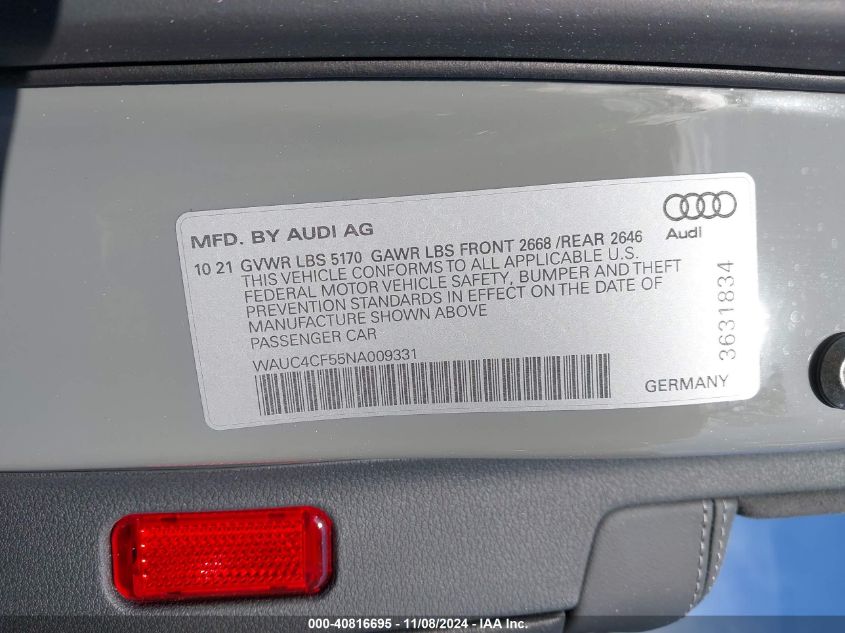 MFD. BY AUDI AG
10 21 GVWR LBS 5170 GAWR LBS FRONT 2668 /REAR 2646
THIS VEHICLE CONFORMS TO ALL APPLICABLE U.S.
FEDERAL MOTOR VEHICLE SAFETY, BUMPER AND THEFT
PREVENTION STANDARDS IN EFFECT ON THE DATE OF
MANUFACTURE SHOWN ABOVE
PASSENGER CAR
WAUC4CF55NA009331
Audi
3631834
GERMANY
000-40816695 - 11/08/2024 - IAA Inc.